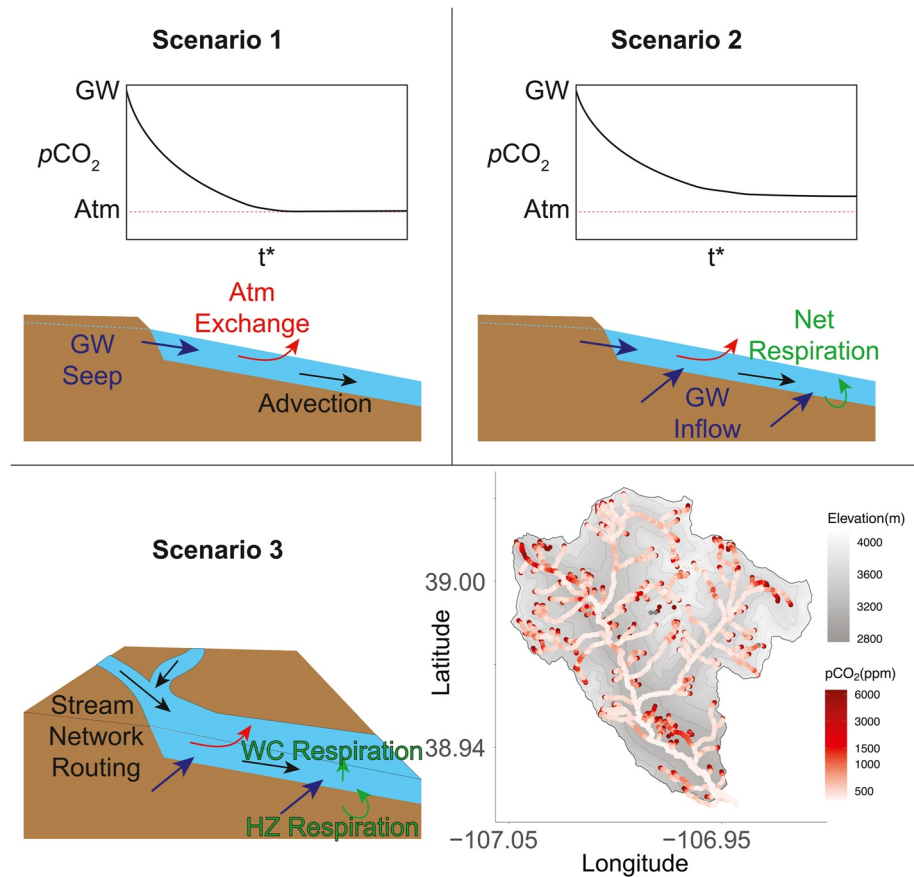 Scenario 1
GW
pCO₂
Atm
t*
Atm
Exchange
GW
Seep
Advection
Scenario 2
GW
pCO₂
Atm
t*
Net
Respiration
GW
Inflow
Scenario 3
Stream
Network
Routing
WC Respiration
HZ Respiration
39.00
38.94
Latitude
−107.05
−106.95
Longitude
Elevation(m)
4000
3600
3200
2800
pCO₂(ppm)
6000
3000
1500
1000
500